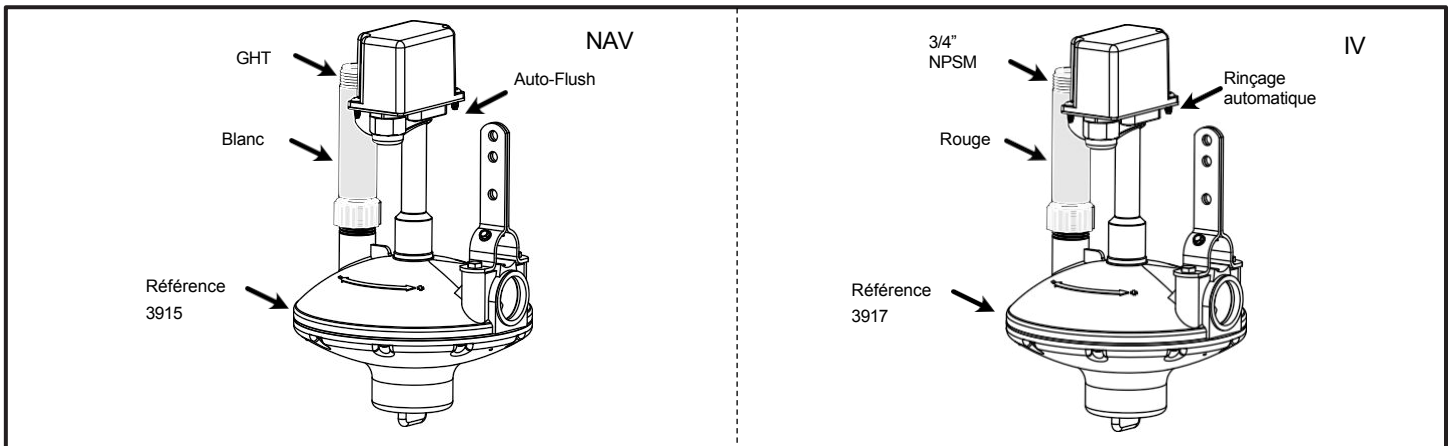 NAV
GHT
Auto-Flush
Blanc
Référence
3915
IV
3/4”
NPSM
Rinçage
automatique
Rouge
Référence
3917